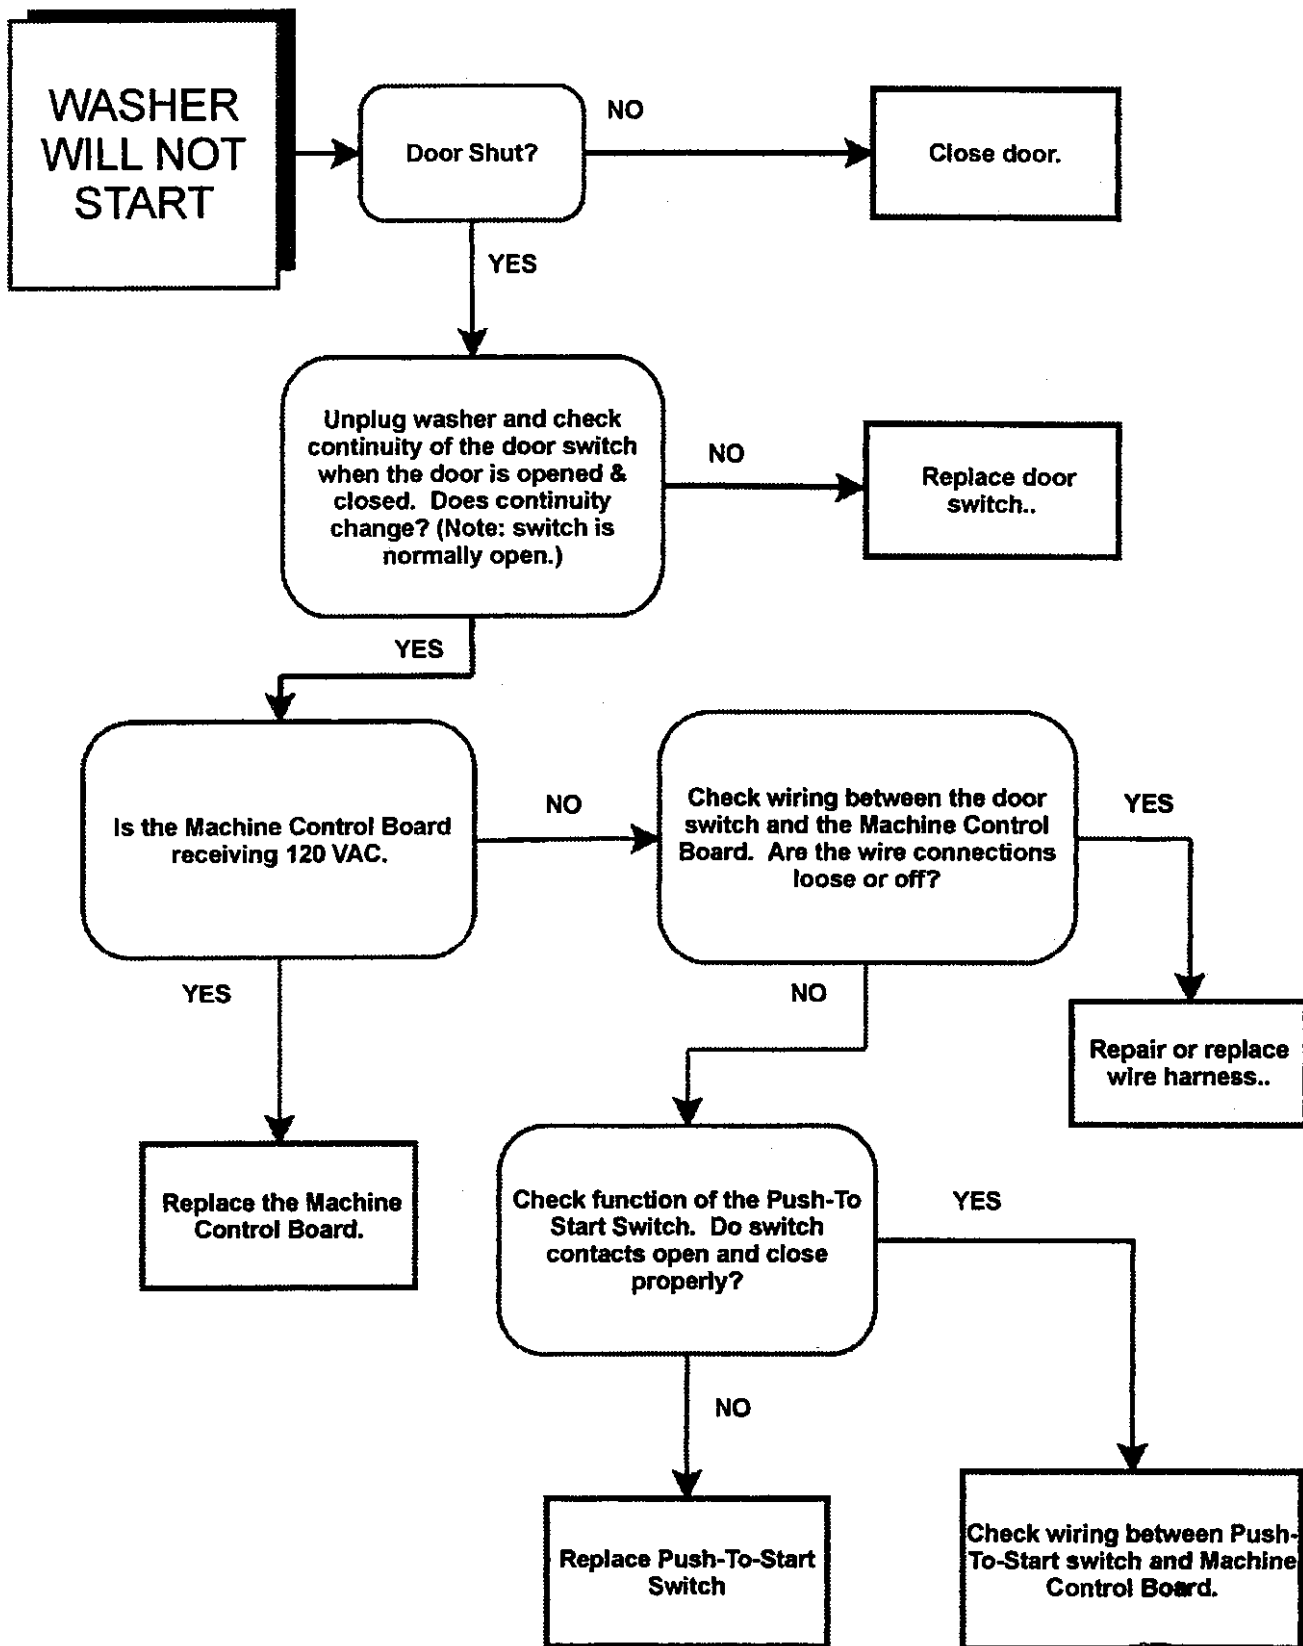 WASHER
WILL NOT
START
Door Shut?
NO
Close door.
YES
Unplug washer and check
continuity of the door switch
when the door is opened &
closed.  Does continuity
change? (Note: switch is
normally open.)
NO
Replace door
switch..
YES
Is the Machine Control Board
receiving 120 VAC.
NO
Check wiring between the door
switch and the Machine Control
Board.  Are the wire connections
loose or off?
YES
YES
NO
Repair or replace
wire harness..
Replace the Machine
Control Board.
Check function of the Push-To
Start Switch.  Do switch
contacts open and close
properly?
YES
NO
Replace Push-To-Start
Switch
Check wiring between Push-
To-Start switch and Machine
Control Board.